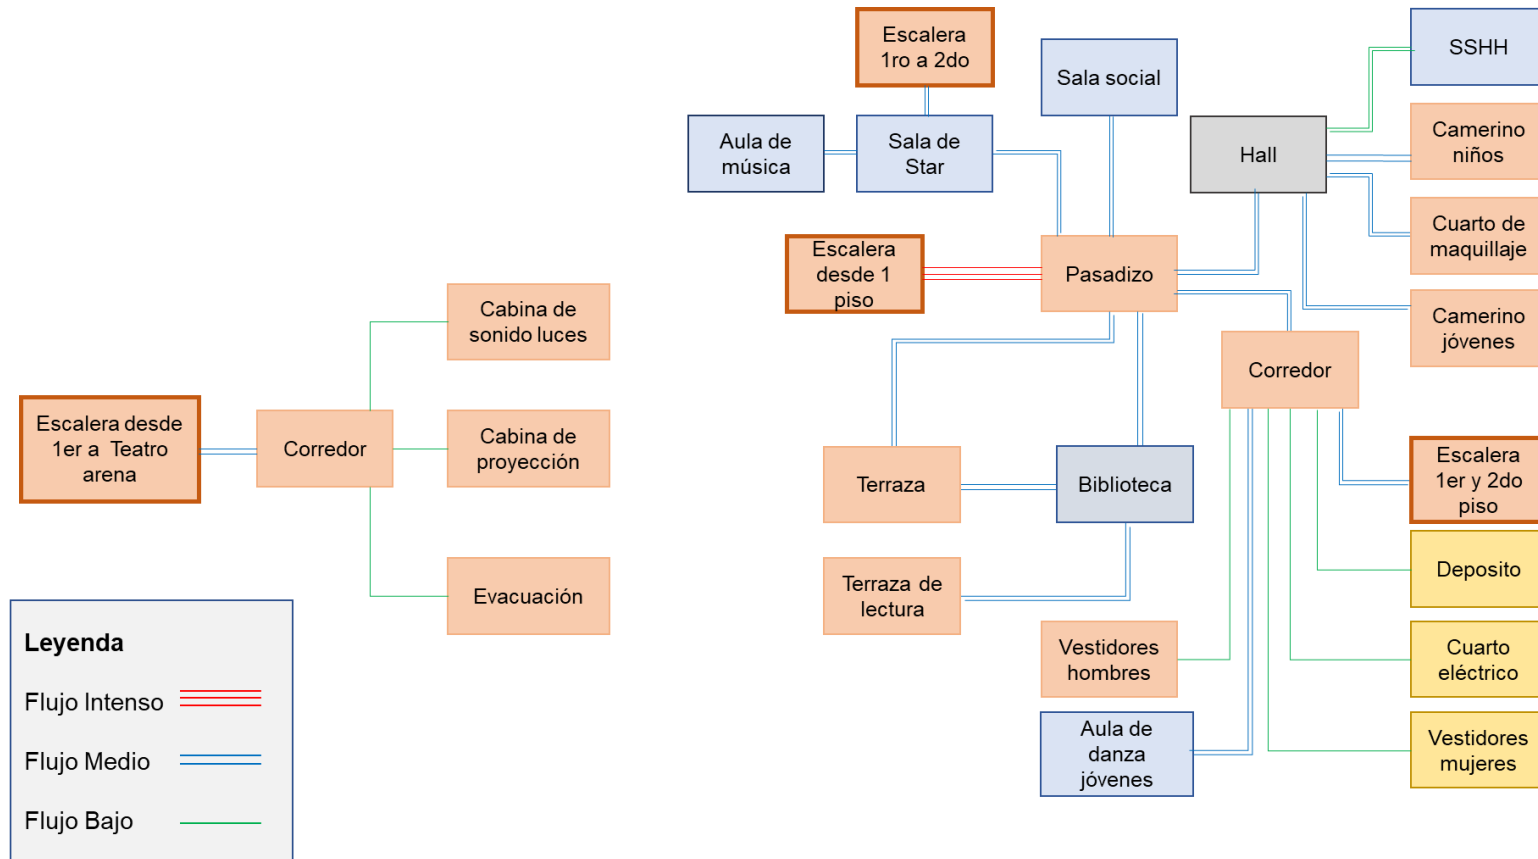 Escalera
1ro a 2do
Sala social
SSHH
Aula de
música
Sala de
Star
Hall
Camerino
niños
Cuarto de
maquillaje
Escalera
desde 1
piso
Pasadizo
Camerino
jóvenes
Cabina de
sonido luces
Corredor
Escalera desde
1er a  Teatro
arena
Corredor
Cabina de
proyección
Terraza
Biblioteca
Escalera
1er y 2do
piso
Evacuación
Terraza de
lectura
Deposito
Vestidores
hombres
Cuarto
eléctrico
Aula de
danza
jóvenes
Vestidores
mujeres
Leyenda
Flujo Intenso
Flujo Medio
Flujo Bajo